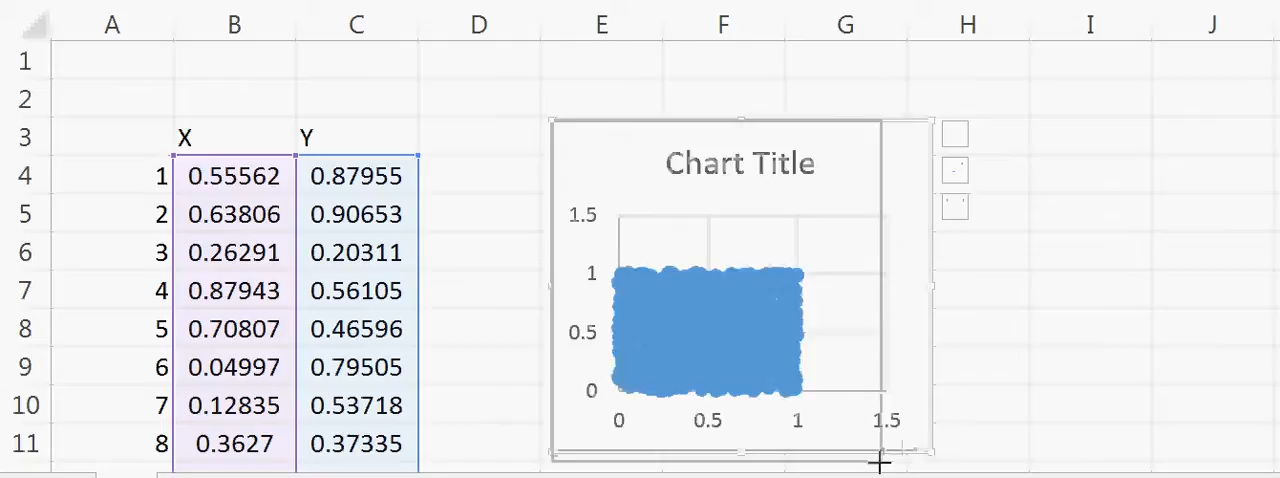 A B C D E F G H I J
1
2
3 X Y
4 1 0.55562 0.87955
5 2 0.63806 0.90653
6 3 0.26291 0.20311
7 4 0.87943 0.56105
8 5 0.70807 0.46596
9 6 0.04997 0.79505
10 7 0.12835 0.53718
11 8 0.3627 0.37335
Chart Title
1.5
1
0.5
0
0 0.5 1 1.5